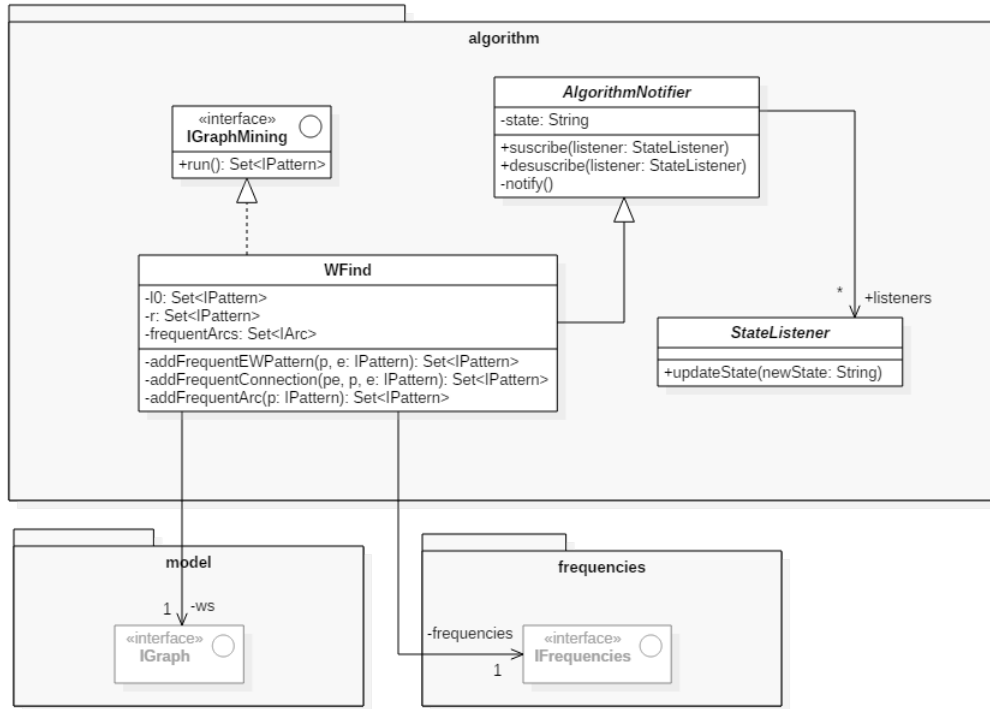 algorithm
«interface»
IGraphMining
+run(): Set<IPattern>
AlgorithmNotifier
-state: String
+suscribe(listener: StateListener)
+desuscribe(listener: StateListener)
-notify()
WFind
-l0: Set<IPattern>
-r: Set<IPattern>
-frequentArcs: Set<IArc>
-addFrequentEWPattern(p, e: IPattern): Set<IPattern>
-addFrequentConnection(pe, p, e: IPattern): Set<IPattern>
-addFrequentArc(p: IPattern): Set<IPattern>
*
+listeners
StateListener
+updateState(newState: String)
model
1
-ws
«interface»
IGraph
frequencies
-frequencies
1
«interface»
IFrequencies